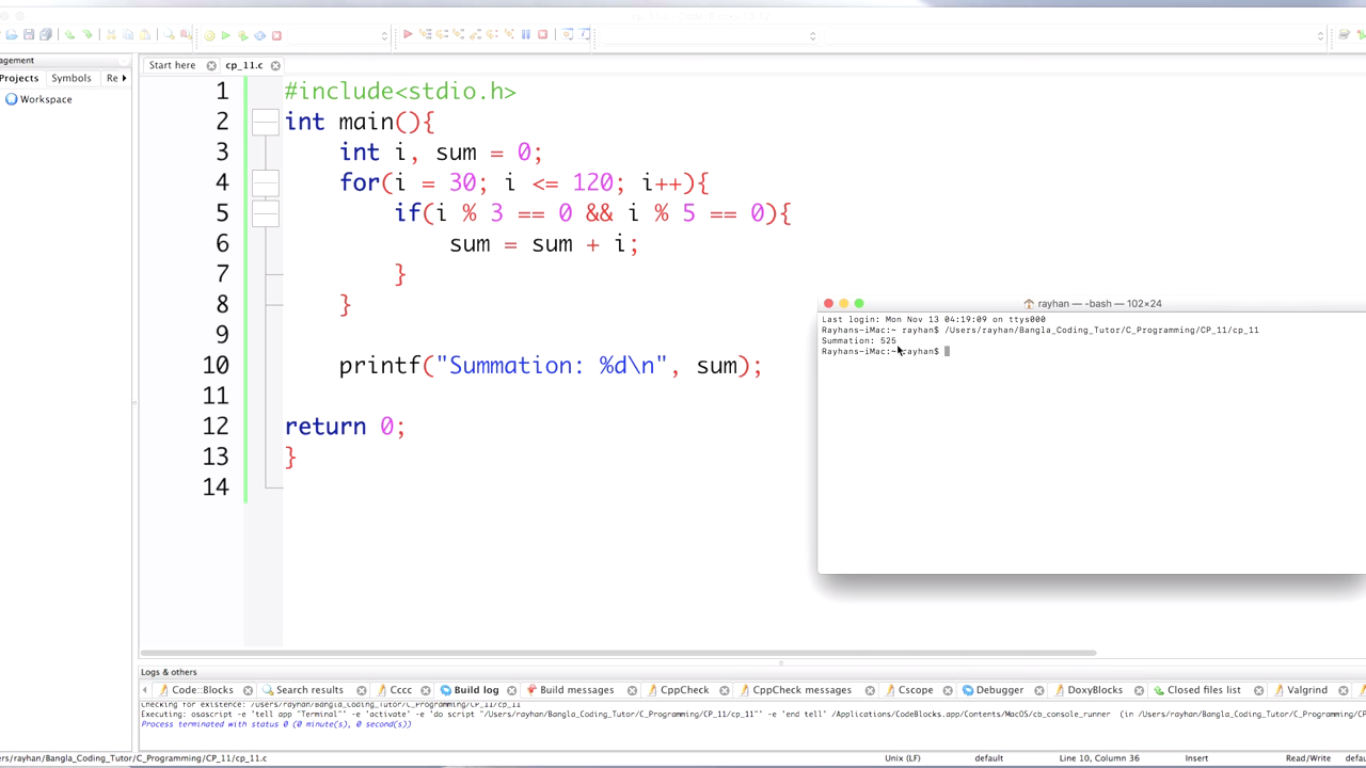 agement
Projects Symbols Re
Workspace
Start here cp_11.c
1 #include<stdio.h>
2 int main(){
3 int i, sum = 0;
4 for(i = 30; i <= 120; i++){
5 if(i % 3 == 0 && i % 5 == 0){
6 sum = sum + i;
7 }
8 }
9
10 printf("Summation: %d\n", sum);
11
12 return 0;
13 }
14
rayhan — -bash — 102×24
Last login: Mon Nov 13 04:19:09 on ttys000
Rayhans-iMac:~ rayhan$ /Users/rayhan/Bangla_Coding_Tutor/C_Programming/CP_11/cp_11
Summation: 525
Rayhans-iMac:~ rayhan$
Logs & others
Code::Blocks Search results Cccc Build log Build messages CppCheck CppCheck messages Cscope Debugger DoxyBlocks Closed files list Valgrind
Checking for existence: /Users/rayhan/Bangla_Coding_Tutor/C_Programming/CP_11/cp_11
Executing: osascript -e 'tell app "Terminal"' -e 'activate' -e 'do script "/Users/rayhan/Bangla_Coding_Tutor/C_Programming/CP_11/cp_11"' -e 'end tell' /Applications/CodeBlocks.app/Contents/MacOS/cb_console_runner (in /Users/rayhan/Bangla_Coding_Tutor/C_Programming/CP
Process terminated with status 0 (0 minute(s), 0 second(s))
ers/rayhan/Bangla_Coding_Tutor/C_Programming/CP_11/cp_11.c Unix (LF) default Line 10, Column 36 Insert Read/Write defau